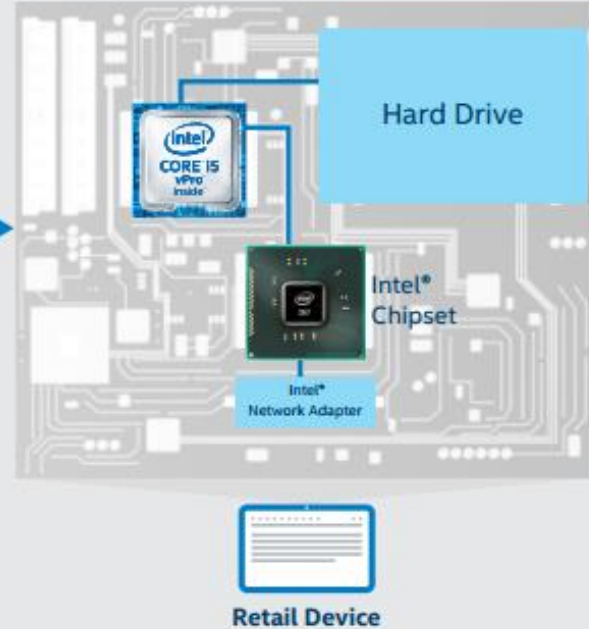 Hard Drive
intel
CORE i5
vPro
inside
Intel®
Chipset
Intel®
Network Adapter
Retail Device